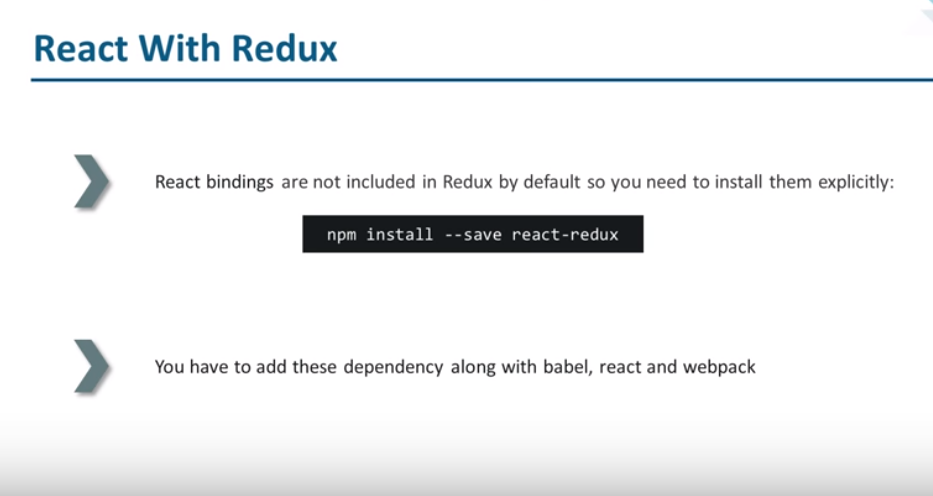 React With Redux
React bindings are not included in Redux by default so you need to install them explicitly:
npm install --save react-redux
You have to add these dependency along with babel, react and webpack